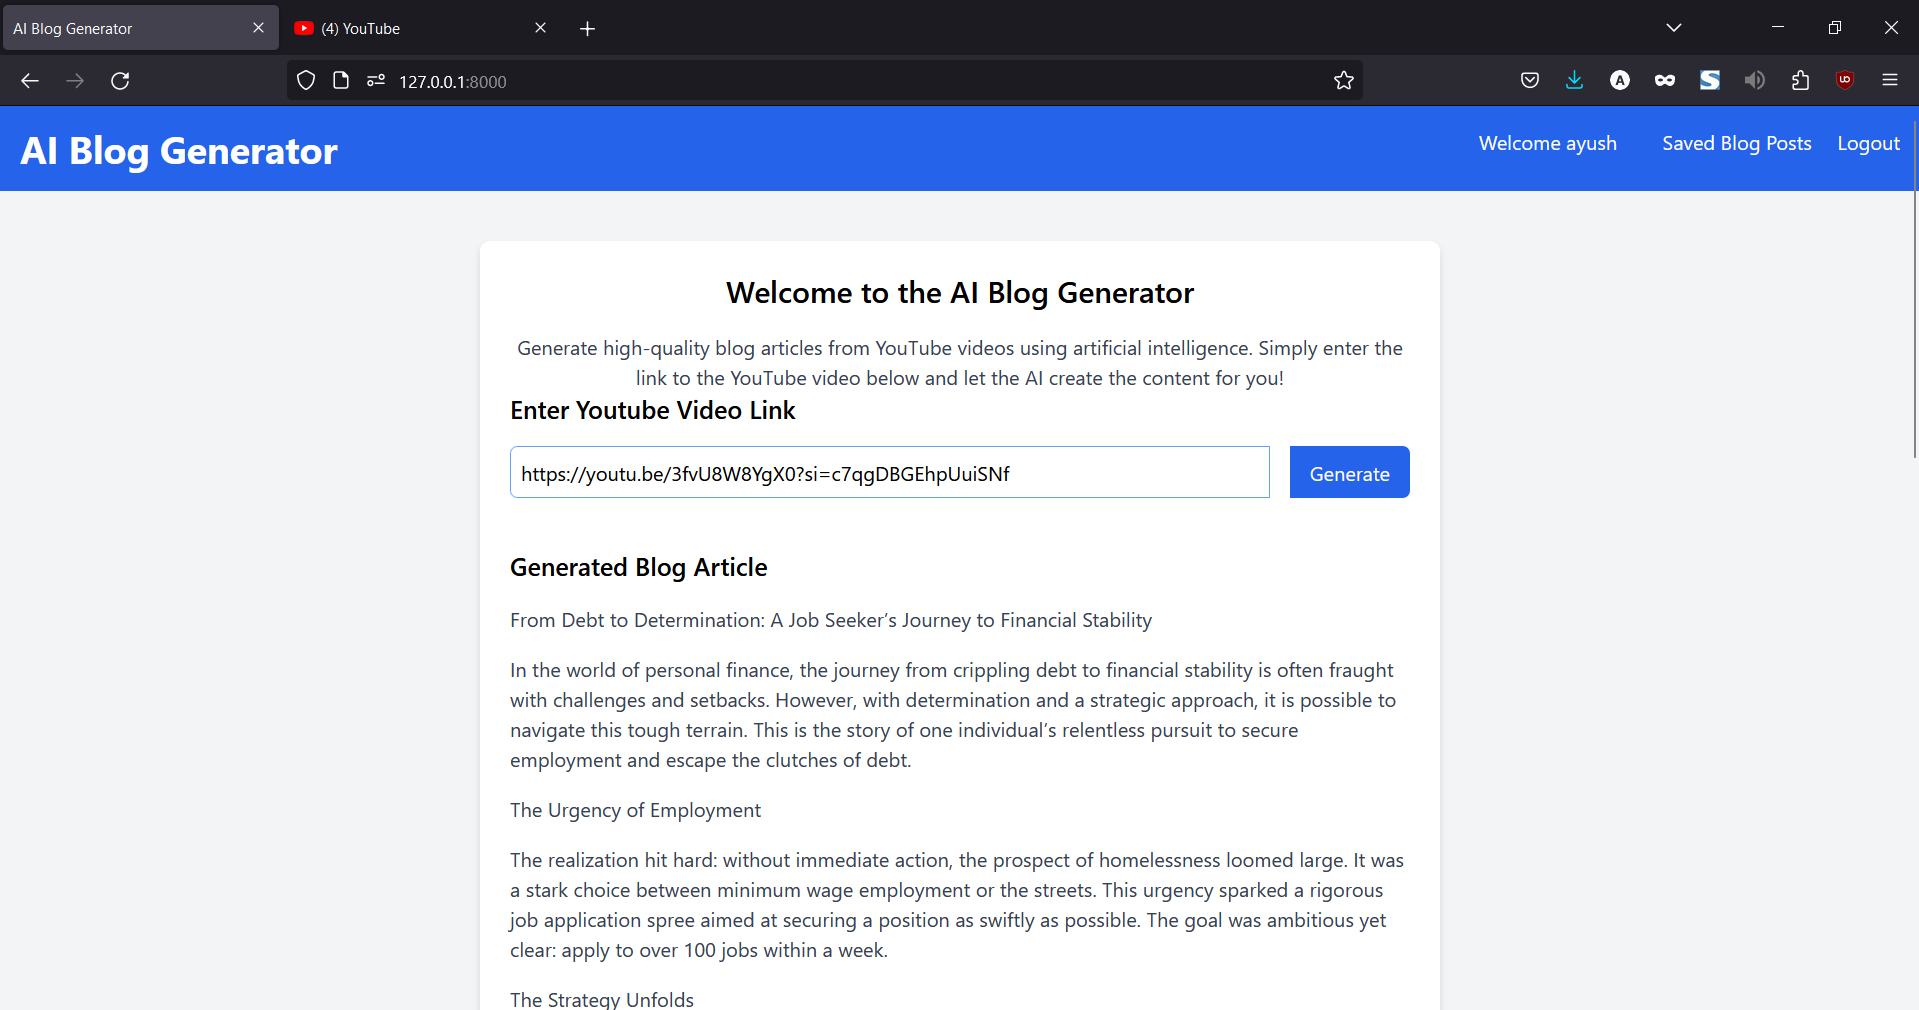 AI Blog Generator
(4) YouTube
127.0.0.1:8000
AI Blog Generator
Welcome ayush
Saved Blog Posts
Logout
Welcome to the AI Blog Generator
Generate high-quality blog articles from YouTube videos using artificial intelligence. Simply enter the
link to the YouTube video below and let the AI create the content for you!
Enter Youtube Video Link
https://youtu.be/3fvU8W8YgX0?si=c7qgDBGEhpUuiSNf
Generate
Generated Blog Article
From Debt to Determination: A Job Seeker’s Journey to Financial Stability
In the world of personal finance, the journey from crippling debt to financial stability is often fraught
with challenges and setbacks. However, with determination and a strategic approach, it is possible to
navigate this tough terrain. This is the story of one individual’s relentless pursuit to secure
employment and escape the clutches of debt.
The Urgency of Employment
The realization hit hard: without immediate action, the prospect of homelessness loomed large. It was
a stark choice between minimum wage employment or the streets. This urgency sparked a rigorous
job application spree aimed at securing a position as swiftly as possible. The goal was ambitious yet
clear: apply to over 100 jobs within a week.
The Strategy Unfolds